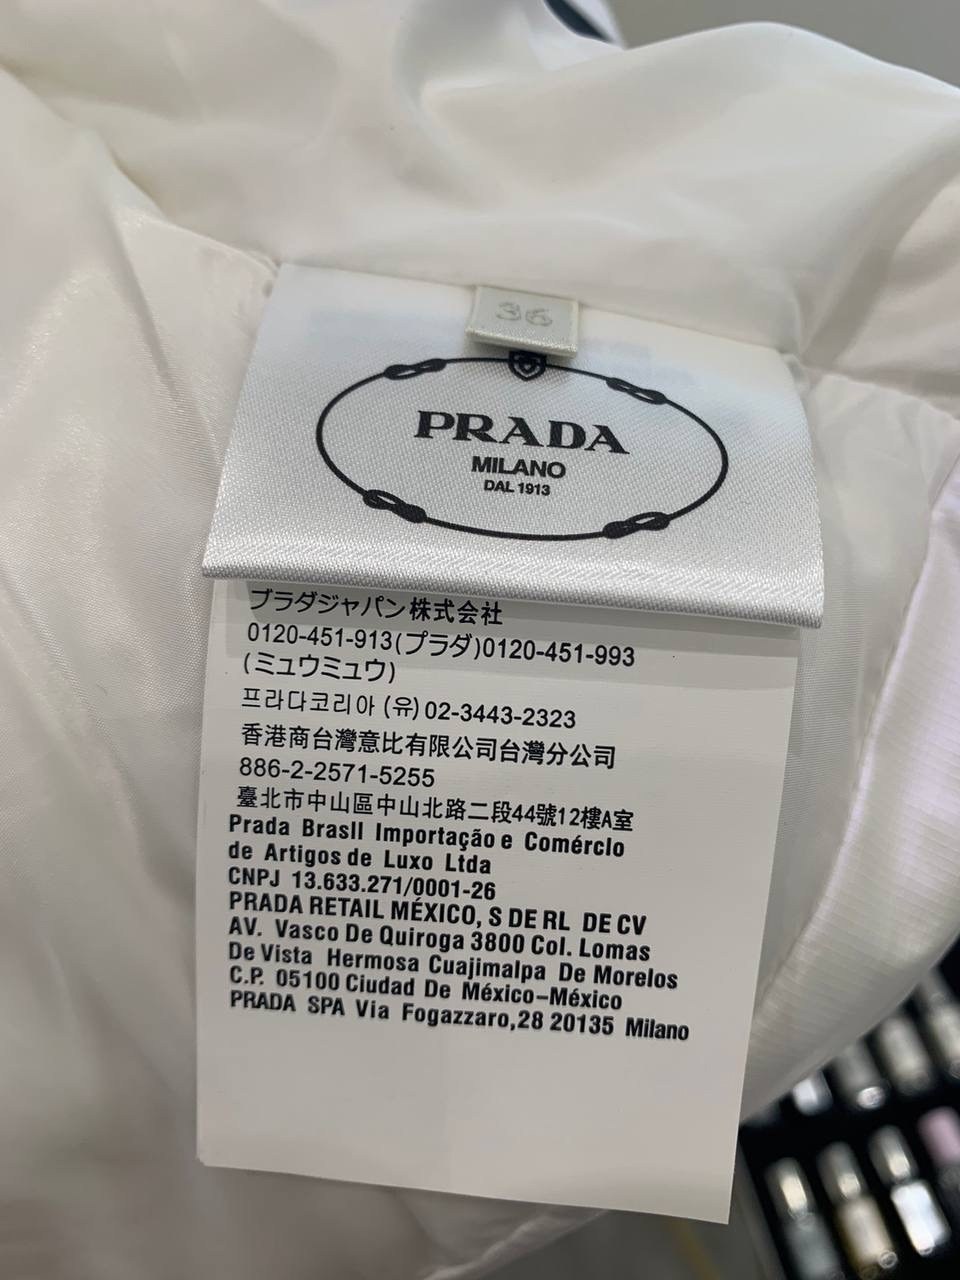 36
PRADA
MILANO
DAL 1913
プラダジャパン株式会社
0120-451-913(プラダ)0120-451-993
(ミュウミュウ)
프라다코리아 (유) 02-3443-2323
香港商台灣意比有限公司台灣分公司
886-2-2571-5255
臺北市中山區中山北路二段44號12樓A室
Prada Brasil Importação e Comércio
de Artigos de Luxo Ltda
CNPJ 13.633.271/0001-26
PRADA RETAIL MÉXICO, S DE RL DE CV
AV. Vasco De Quiroga 3800 Col. Lomas
De Vista Hermosa Cuajimalpa De Morelos
C.P. 05100 Ciudad De México-México
PRADA SPA Via Fogazzaro,28 20135 Milano